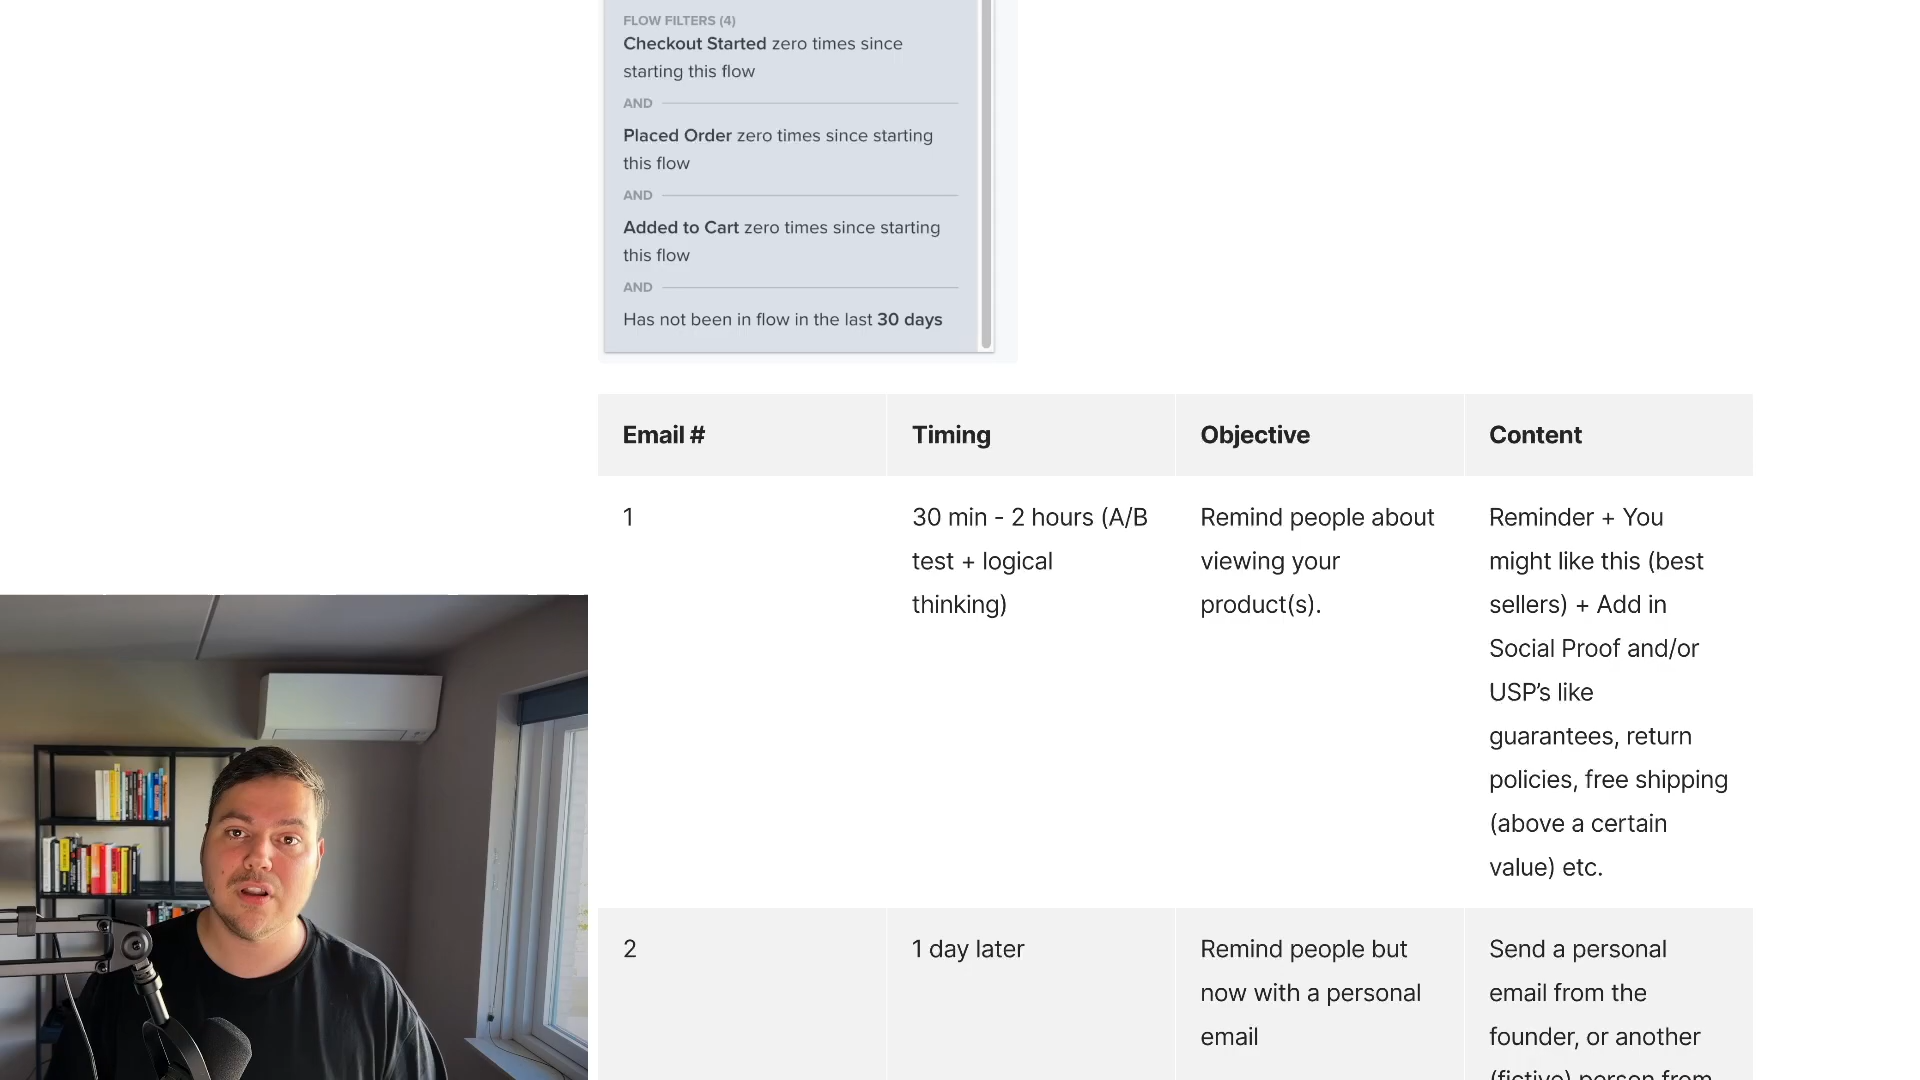 FLOW FILTERS (4)
Checkout Started zero times since
starting this flow
AND
Placed Order zero times since starting
this flow
AND
Added to Cart zero times since starting
this flow
AND
Has not been in flow in the last 30 days
Email #
Timing
Objective
Content
1
30 min - 2 hours (A/B
test + logical
thinking)
Remind people about
viewing your
product(s).
Reminder + You
might like this (best
sellers) + Add in
Social Proof and/or
USP’s like
guarantees, return
policies, free shipping
(above a certain
value) etc.
2
1 day later
Remind people but
now with a personal
email
Send a personal
email from the
founder, or another
(fictive) person from